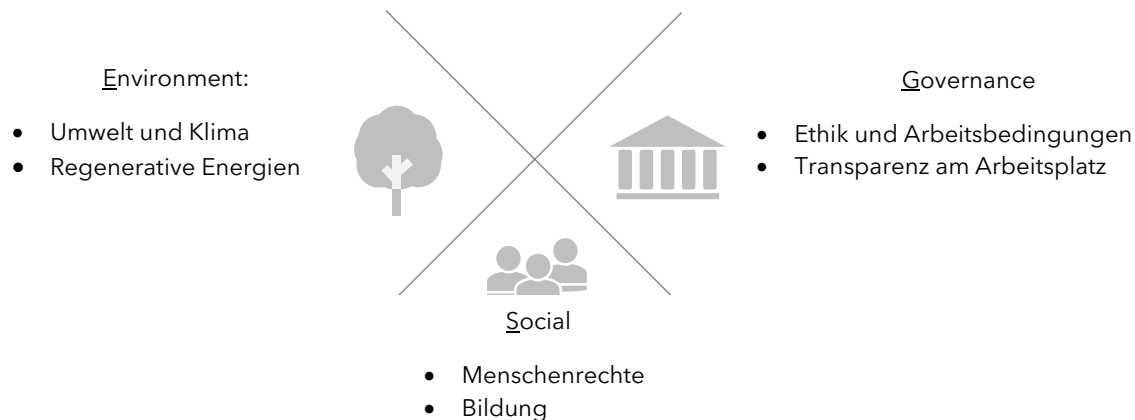 Environment:
• Umwelt und Klima
• Regenerative Energien
Governance
• Ethik und Arbeitsbedingungen
• Transparenz am Arbeitsplatz
Social
• Menschenrechte
• Bildung